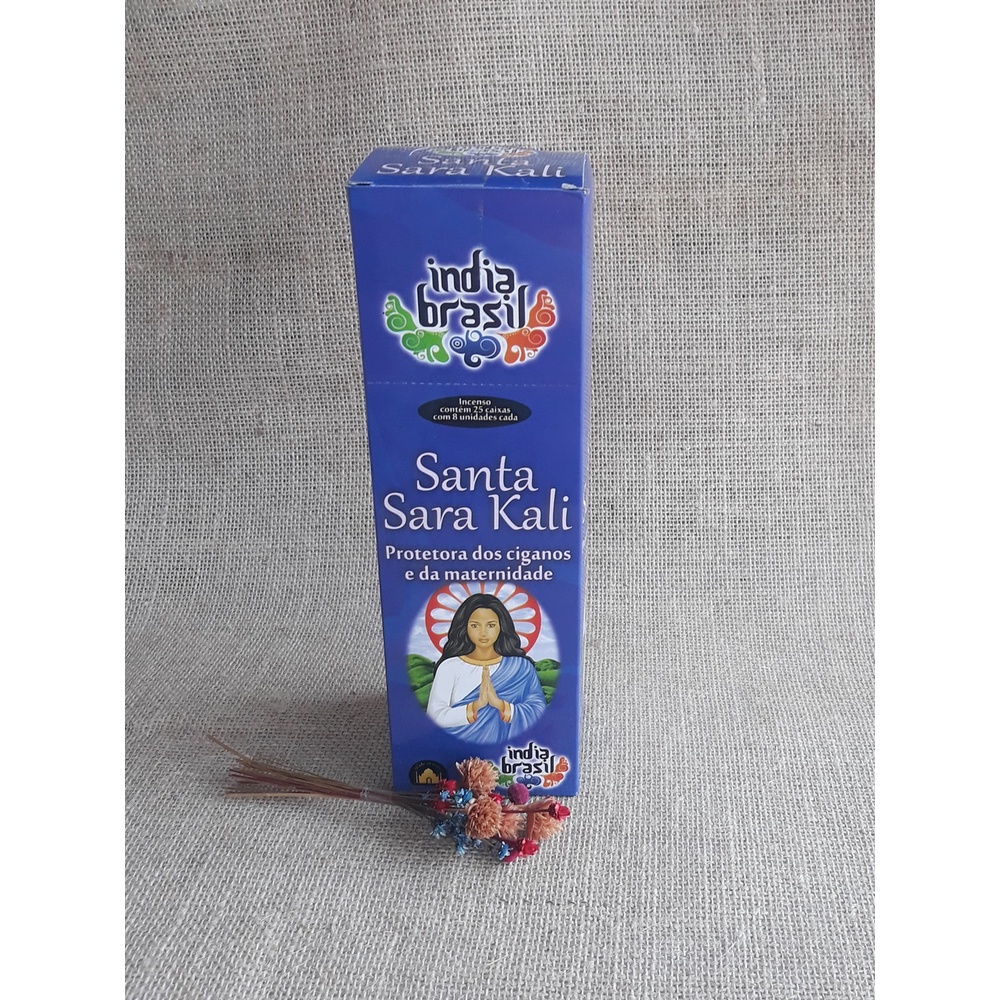 Santa
Sara Kali
india
brasil
Incenso
contém 25 caixas
com 8 unidades cada
Santa
Sara Kali
Protetora dos ciganos
e da maternidade
india
brasil